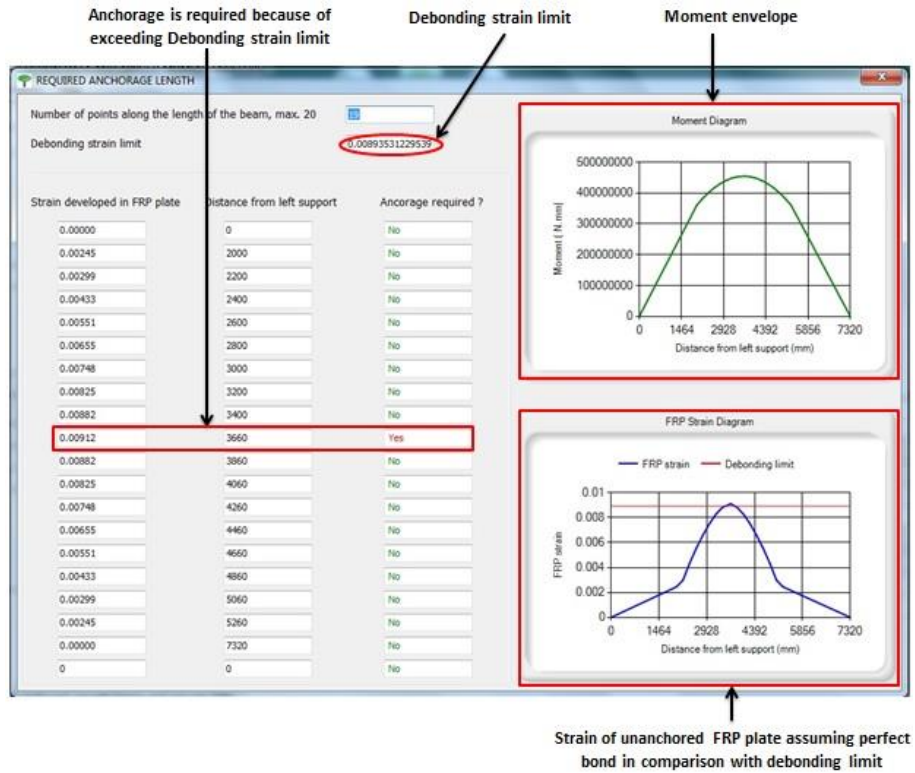 Anchorage is required because of
exceeding Debonding strain limit
Debonding strain limit
Moment envelope
REQUIRED ANCHORAGE LENGTH
x
Number of points along the length of the beam, max. 20
19
Debonding strain limit
0.00893531229539
Strain developed in FRP plate Distance from left support Ancorage required ?
0.00000 0 No
0.00245 2000 No
0.00299 2200 No
0.00433 2400 No
0.00551 2600 No
0.00655 2800 No
0.00748 3000 No
0.00825 3200 No
0.00882 3400 No
0.00912 3660 Yes
0.00882 3860 No
0.00825 4060 No
0.00748 4260 No
0.00655 4460 No
0.00551 4660 No
0.00433 4860 No
0.00299 5060 No
0.00245 5260 No
0.00000 7320 No
0 0 No
Moment Diagram
Moment ( N.mm)
500000000
400000000
300000000
200000000
100000000
0
0 1464 2928 4392 5856 7320
Distance from left support (mm)
FRP Strain Diagram
FRP strain Debonding limit
FRP strain
0.01
0.008
0.006
0.004
0.002
0
0 1464 2928 4392 5856 7320
Distance from left support (mm)
Strain of unanchored FRP plate assuming perfect
bond in comparison with debonding limit